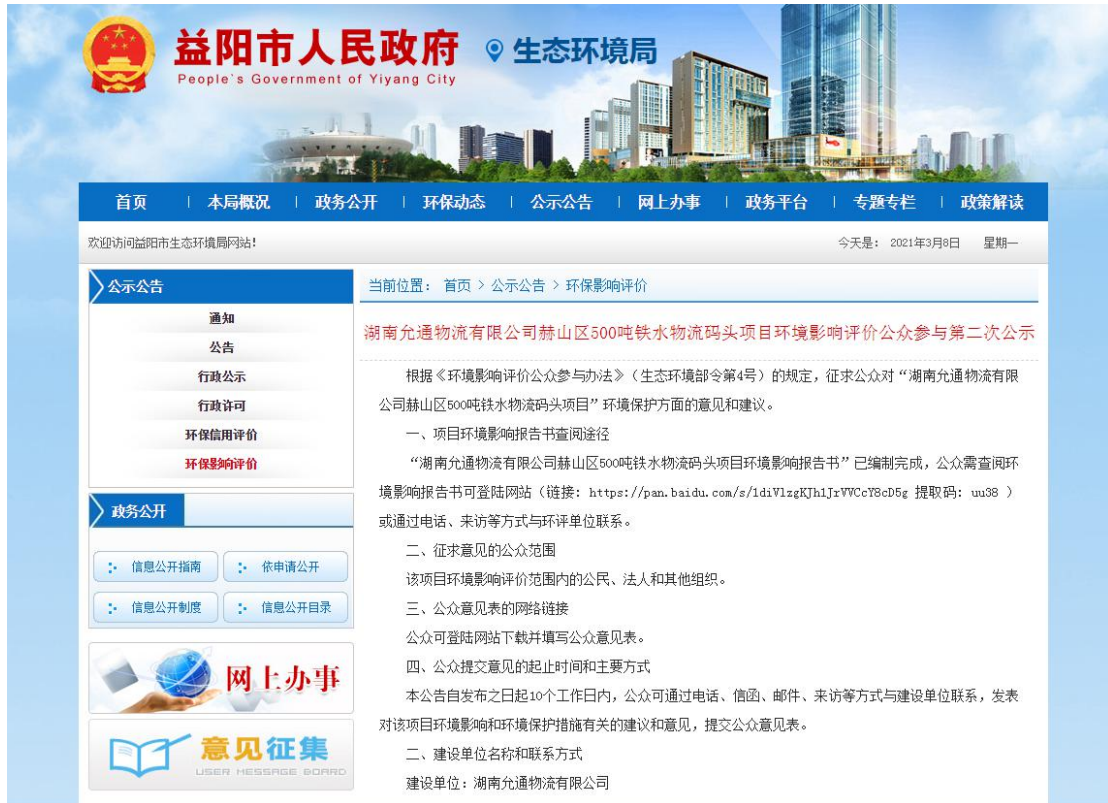 益阳市人民政府
People`s Government of Yiyang City
生态环境局
首页 | 本局概况 | 政务公开 | 环保动态 | 公示公告 | 网上办事 | 政务平台 | 专题专栏 | 政策解读
欢迎访问益阳市生态环境局网站!
今天是: 2021年3月8日 星期一
公示公告
通知
公告
行政公示
行政许可
环保信用评价
环保影响评价
政务公开
信息公开指南
依申请公开
信息公开制度
信息公开目录
网上办事
意见征集
USER MESSAGE BOARD
当前位置: 首页 > 公示公告 > 环保影响评价
湖南允通物流有限公司赫山区500吨铁水物流码头项目环境影响评价公众参与第二次公示
根据《环境影响评价公众参与办法》(生态环境部令第4号)的规定,征求公众对“湖南允通物流有限
公司赫山区500吨铁水物流码头项目”环境保护方面的意见和建议。
一、项目环境影响报告书查阅途径
“湖南允通物流有限公司赫山区500吨铁水物流码头项目环境影响报告书”已编制完成,公众需查阅环
境影响报告书可登陆网站(链接: https://pan.baidu.com/s/1diVlzgKJh1JrVVCcY8cD5g 提取码: uu38 )
或通过电话、来访等方式与环评单位联系。
二、征求意见的公众范围
该项目环境影响评价范围内的公民、法人和其他组织。
三、公众意见表的网络链接
公众可登陆网站下载并填写公众意见表。
四、公众提交意见的起止时间和主要方式
本公告自发布之日起10个工作日内,公众可通过电话、信函、邮件、来访等方式与建设单位联系,发表
对该项目环境影响和环境保护措施有关的建议和意见,提交公众意见表。
二、建设单位名称和联系方式
建设单位:湖南允通物流有限公司